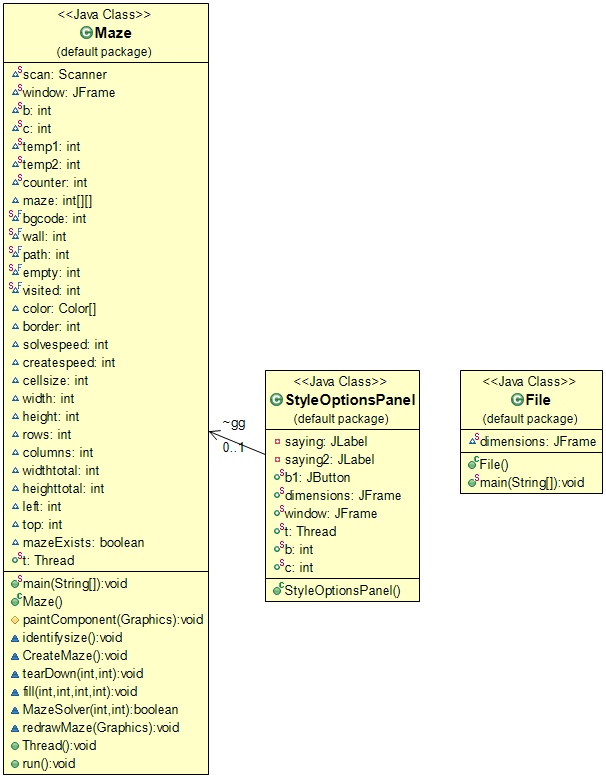 <<Java Class>>
Maze
(default package)
scan: Scanner
window: JFrame
b: int
c: int
temp1: int
temp2: int
counter: int
maze: int[][]
bgcode: int
wall: int
path: int
empty: int
visited: int
color: Color[]
border: int
solvespeed: int
createspeed: int
cellsize: int
width: int
height: int
rows: int
columns: int
widthtotal: int
heighttotal: int
left: int
top: int
mazeExists: boolean
t: Thread
main(String[]):void
Maze()
paintComponent(Graphics):void
identifysize():void
CreateMaze():void
tearDown(int,int):void
fill(int,int,int,int):void
MazeSolver(int,int):boolean
redrawMaze(Graphics):void
Thread():void
run():void
~gg
0..1
<<Java Class>>
StyleOptionsPanel
(default package)
saying: JLabel
saying2: JLabel
b1: JButton
dimensions: JFrame
window: JFrame
t: Thread
b: int
c: int
StyleOptionsPanel()
<<Java Class>>
File
(default package)
dimensions: JFrame
File()
main(String[]):void